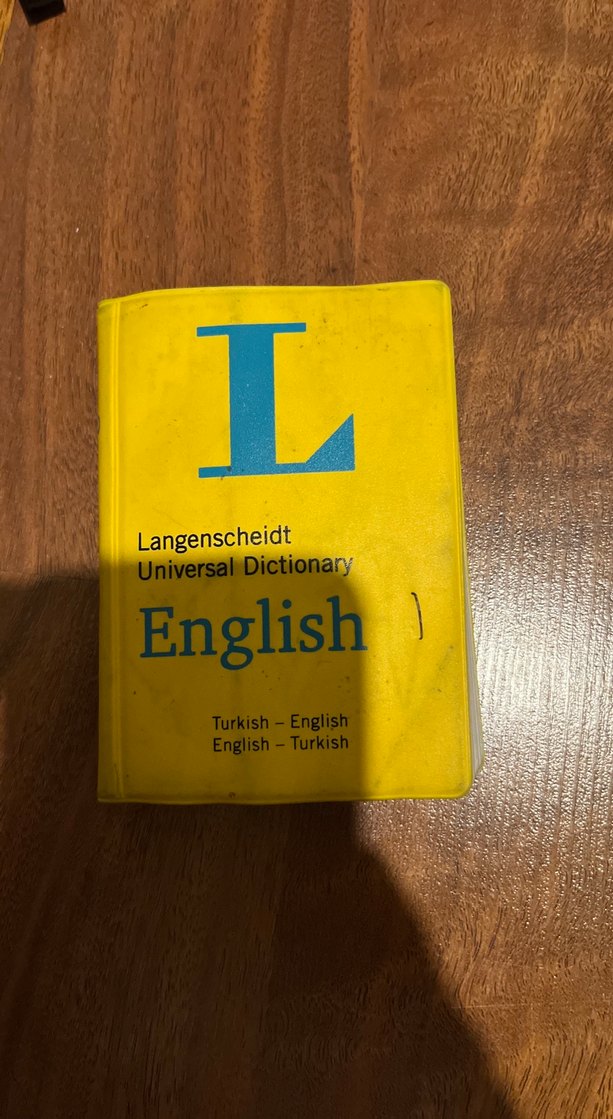 L
Langenscheidt
Universal Dictionary
English
Turkish – English
English – Turkish